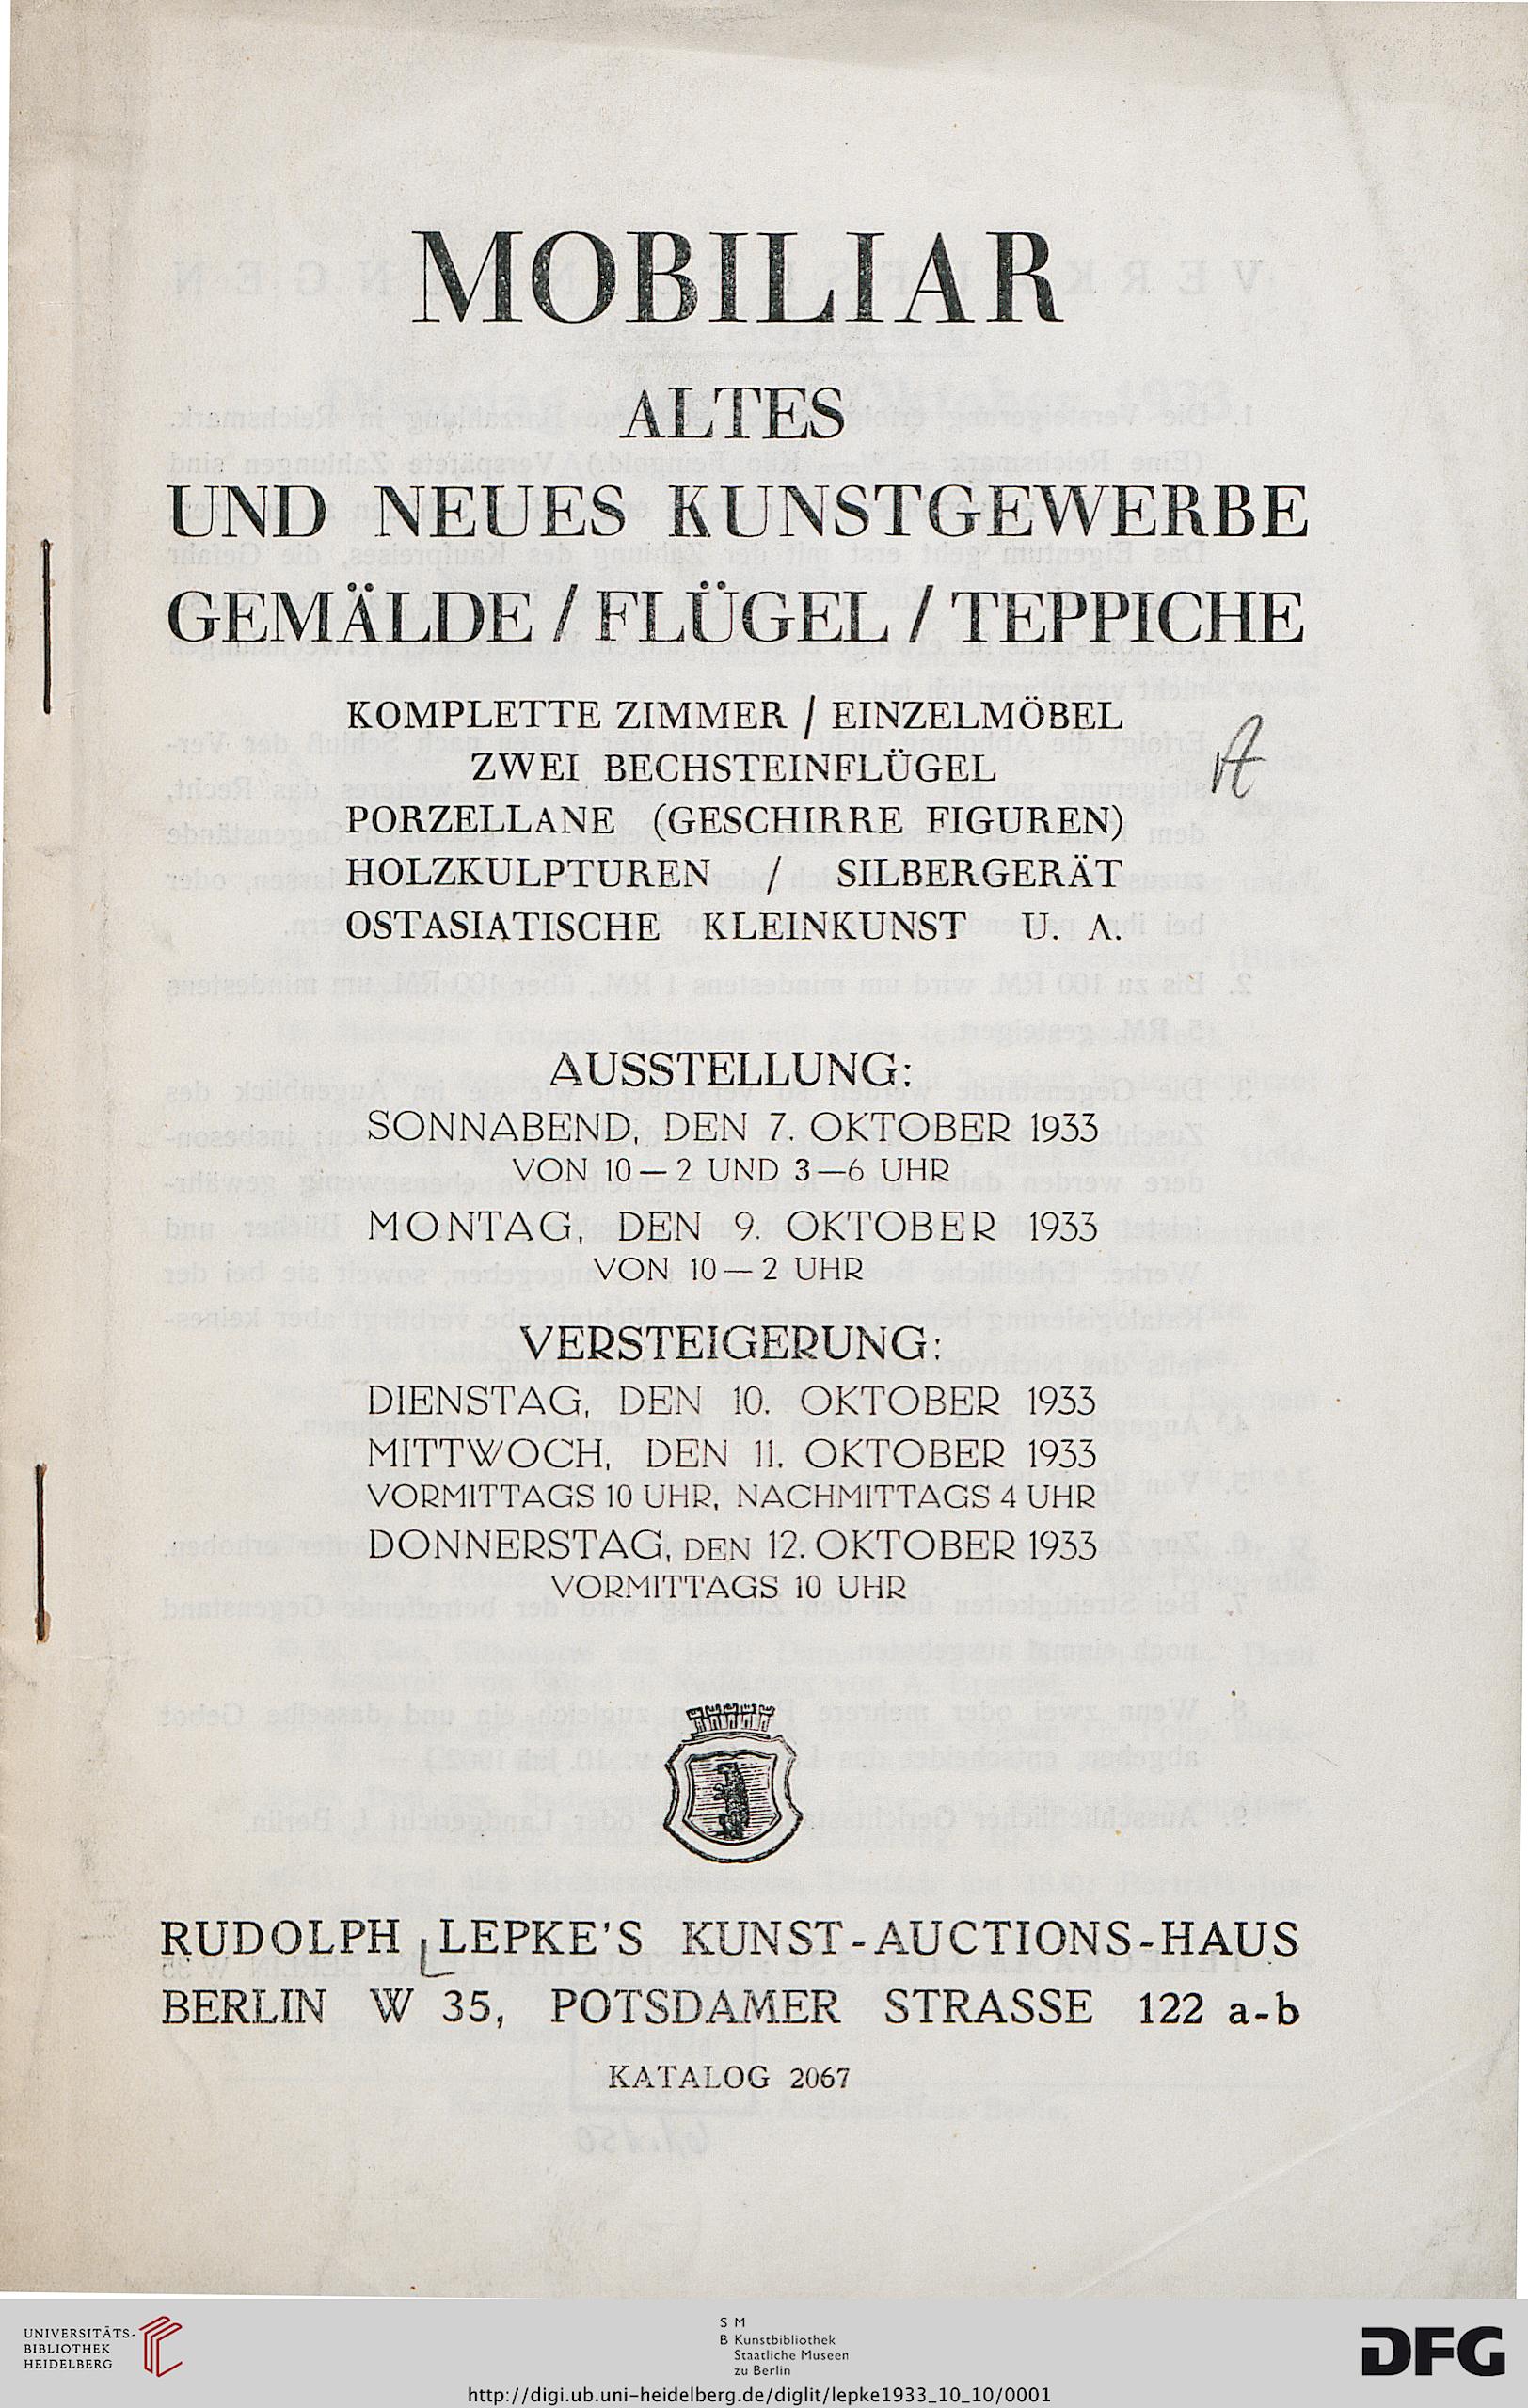 MOBILIAR
ALTES
UND NEUES KUNSTGEWERBE
GEMÄLDE / FLÜGEL / TEPPICHE
KOMPLETTE ZIMMER / EINZELMÖBEL
ZWEI BECHSTEINFLÜGEL
PORZELLANE (GESCHIRRE FIGUREN)
HOLZKULPTUREN / SILBERGERÄT
OSTASIATISCHE KLEINKUNST U. A.
A
AUSSTELLUNG:
SONNABEND, DEN 7. OKTOBER 1933
VON 10—2 UND 3—6 UHR
MONTAG, DEN 9. OKTOBER 1933
VON 10—2 UHR
VERSTEIGERUNG:
DIENSTAG, DEN 10. OKTOBER 1933
MITTWOCH, DEN 11. OKTOBER 1933
VORMITTAGS 10 UHR, NACHMITTAGS 4 UHR
DONNERSTAG, DEN 12. OKTOBER 1933
VORMITTAGS 10 UHR
RUDOLPH LEPKE'S KUNST-AUCTIONS-HAUS
BERLIN W 35, POTSDAMER STRASSE 122 a-b
KATALOG 2067
UNIVERSITÄTS-
BIBLIOTHEK
HEIDELBERG
S M
B Kunstbibliothek
Staatliche Museen
zu Berlin
DFG
http://digi.ub.uni-heidelberg.de/diglit/lepke1933_10_10/0001